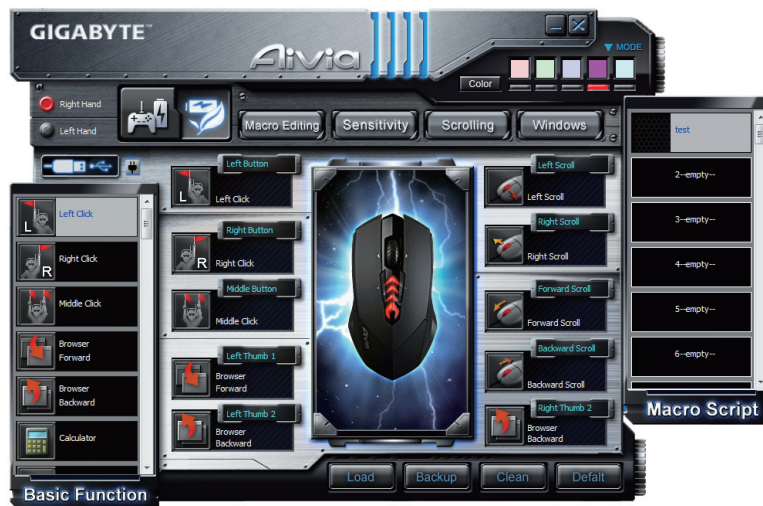 GIGABYTE™
Aivia
MODE
Color
Right Hand
Left Hand
Macro Editing
Sensitivity
Scrolling
Windows
Left Button
L
Left Click
Right Button
R
Right Click
Middle Button
Middle Click
Left Thumb 1
Browser
Forward
Left Thumb 2
Browser
Backward
Aivia
Left Scroll
Left Scroll
Right Scroll
Right Scroll
Forward Scroll
Forward Scroll
Backward Scroll
Backward Scroll
Right Thumb 2
Browser
Backward
L
Left Click
R
Right Click
Middle Click
Browser
Forward
Browser
Backward
Calculator
Basic Function
test
2--empty--
3--empty--
4--empty--
5--empty--
6--empty--
Macro Script
Load
Backup
Clean
Defalt